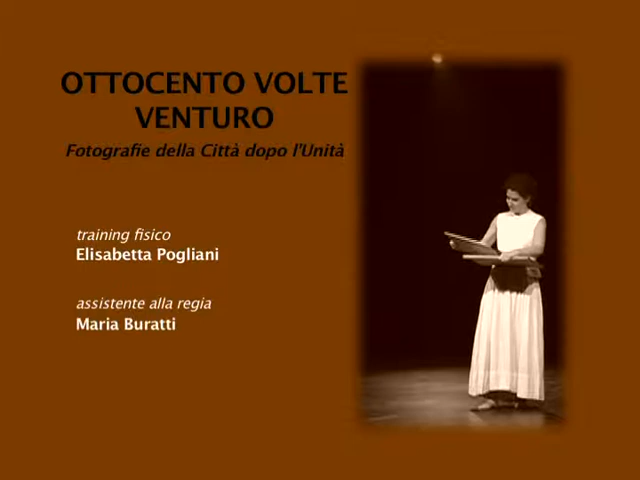 OTTOCENTO VOLTE
VENTURO
Fotografie della Città dopo l'Unità
training fisico
Elisabetta Pogliani
assistente alla regia
Maria Buratti